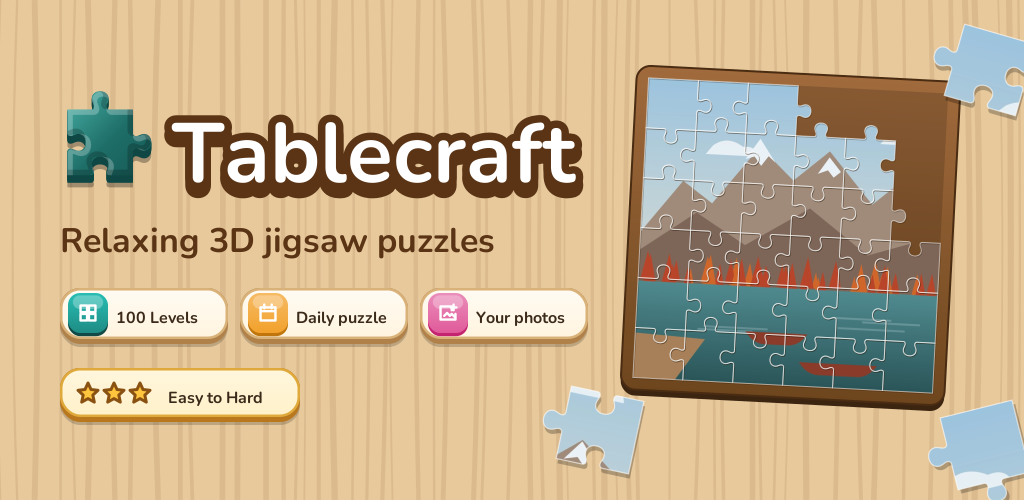 Tablecraft
Relaxing 3D jigsaw puzzles
100 Levels
Daily puzzle
Your photos
Easy to Hard